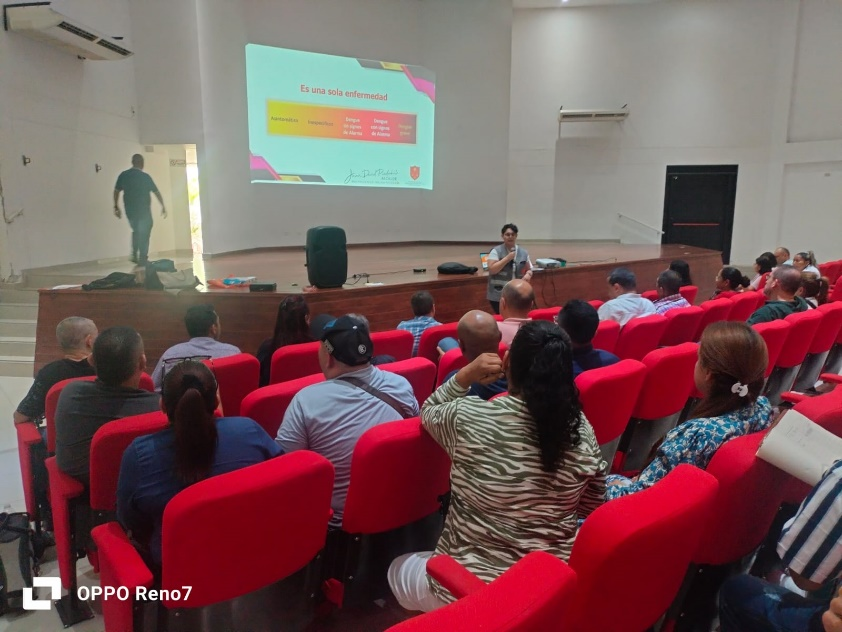 Es una sola enfermedad
Asintomático
Dengue
sin signos
de Alarma
Dengue
con signos
de Alarma
Dengue
grave
OPPO Reno7